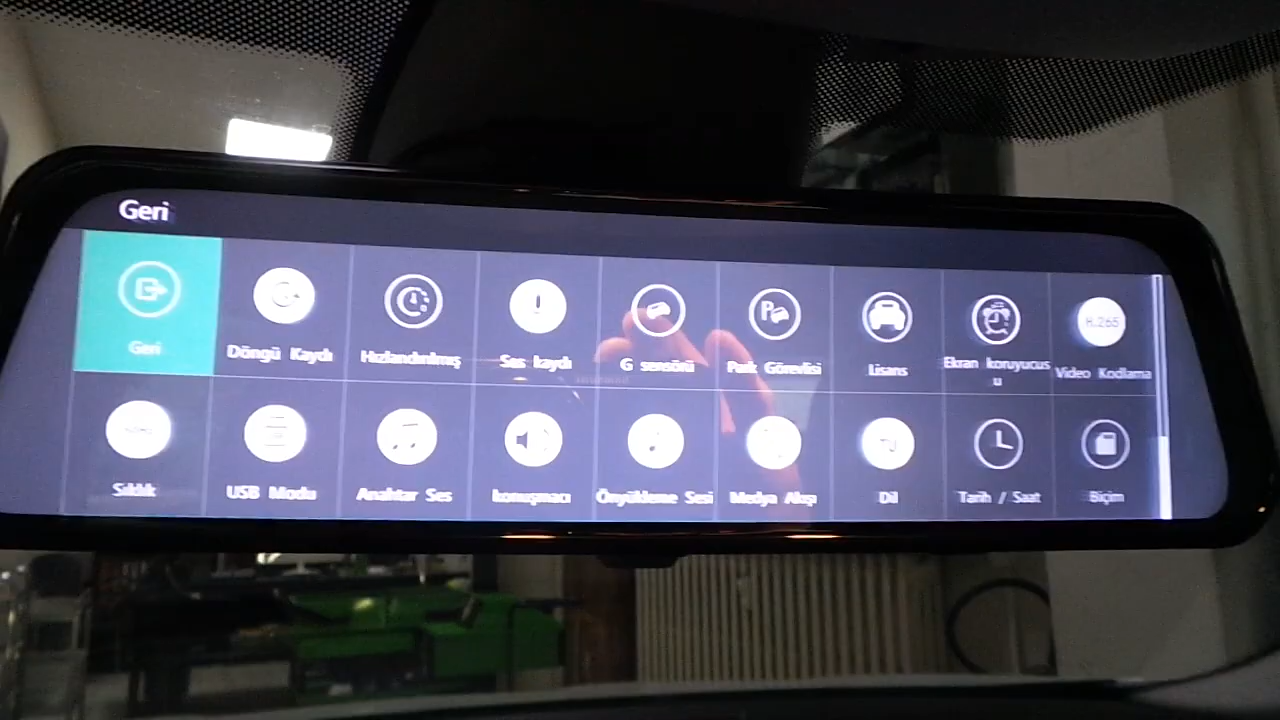 Geri
Geri
Döngü Kaydı
Hızlandırılmış
Ses kaydı
G sensörü
Park Görevlisi
Lisans
Ekran koruyucus
u
Video Kodlama
H.265
Sıklık
USB Modu
Anahtar Ses
konuşmacı
Önyükleme Sesi
Medya Akışı
Dil
Tarih / Saat
Biçim